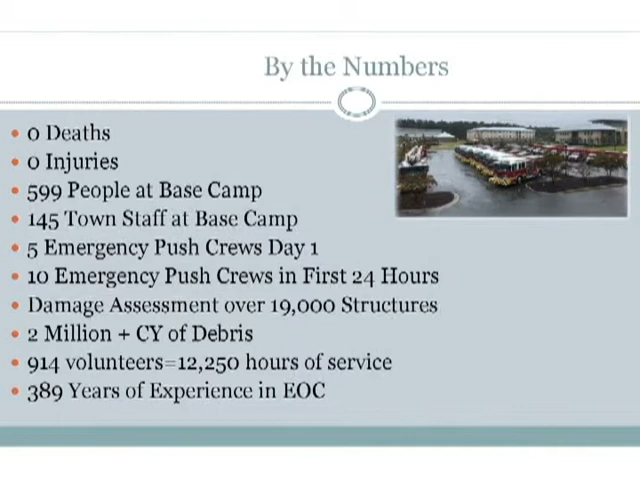 By the Numbers
0 Deaths
0 Injuries
599 People at Base Camp
145 Town Staff at Base Camp
5 Emergency Push Crews Day 1
10 Emergency Push Crews in First 24 Hours
Damage Assessment over 19,000 Structures
2 Million + CY of Debris
914 volunteers=12,250 hours of service
389 Years of Experience in EOC